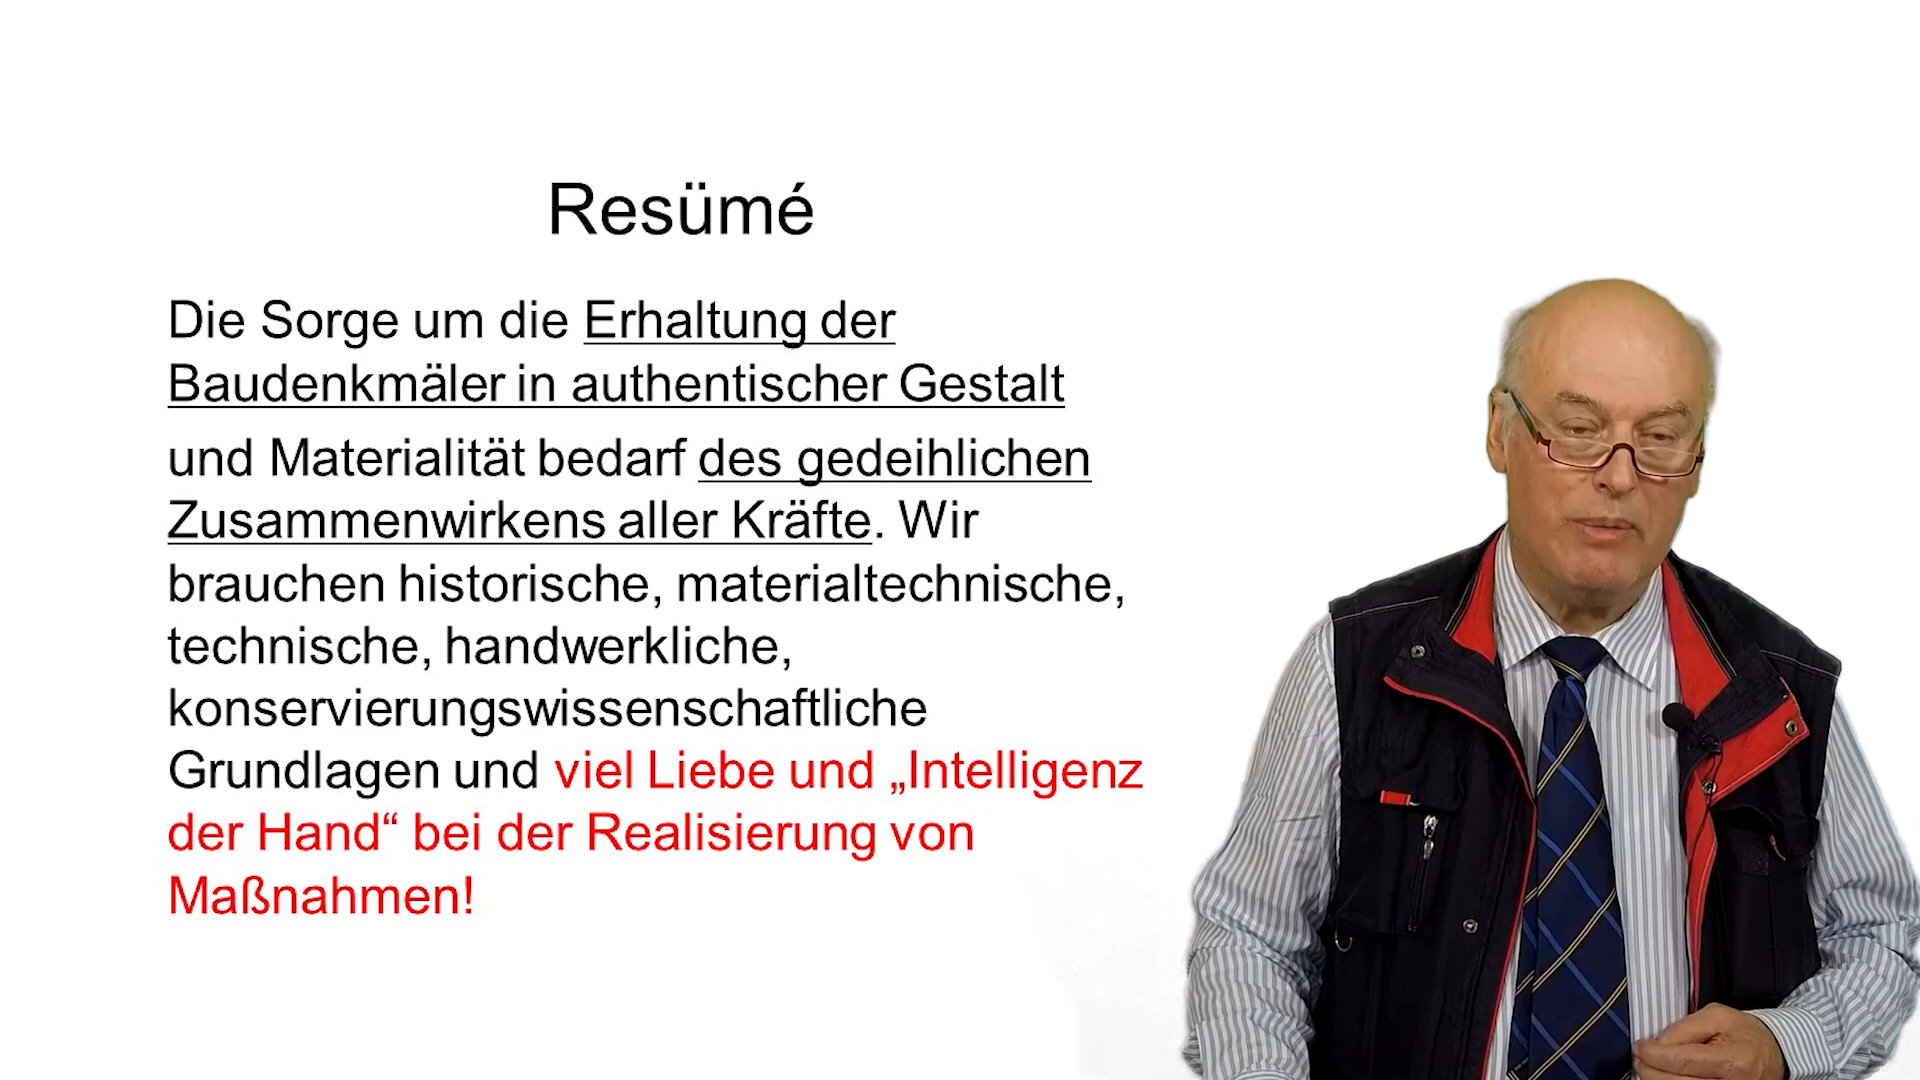 Resümé
Die Sorge um die Erhaltung der
Baudenkmäler in authentischer Gestalt
und Materialität bedarf des gedeihlichen
Zusammenwirkens aller Kräfte. Wir
brauchen historische, materialtechnische,
technische, handwerkliche,
konservierungswissenschaftliche
Grundlagen und viel Liebe und „Intelligenz
der Hand“ bei der Realisierung von
Maßnahmen!